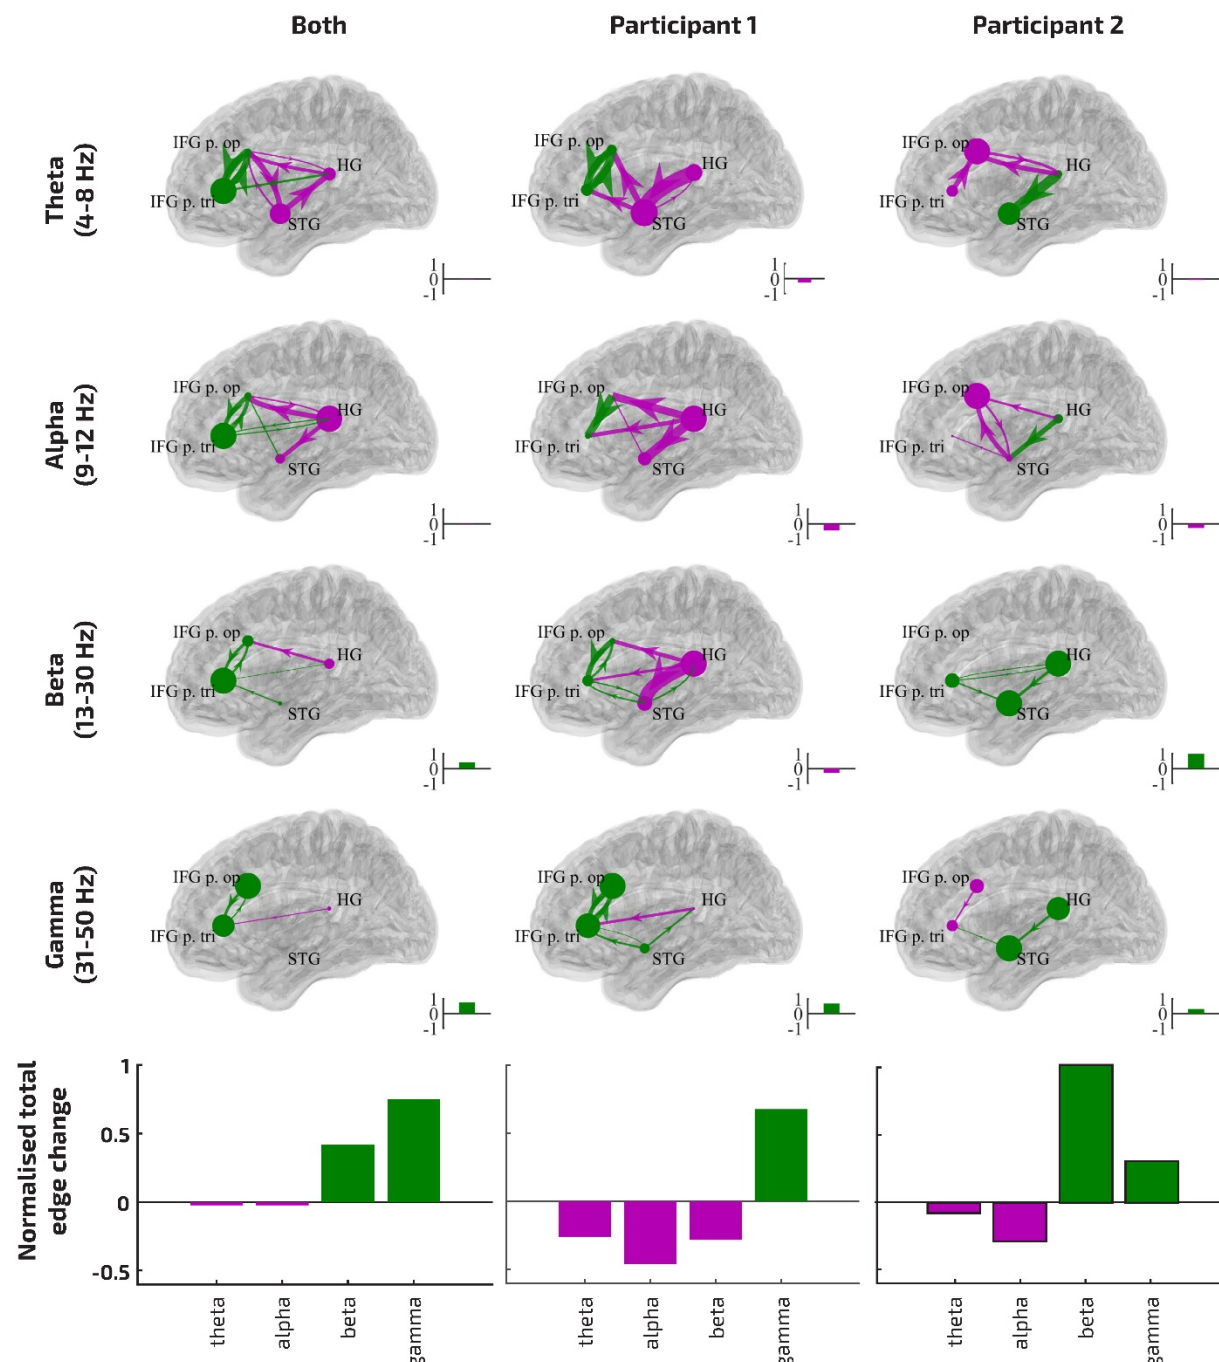 Both Participant 1 Participant 2
Theta
(4-8 Hz)
IFG p. op
HG
IFG p. tri
STG
1
0
-1
IFG p. op
HG
IFG p. tri
STG
1
0
-1
IFG p. op
HG
IFG p. tri
STG
1
0
-1
Alpha
(9-12 Hz)
IFG p. op
HG
IFG p. tri
STG
1
0
-1
IFG p. op
HG
IFG p. tri
STG
1
0
-1
IFG p. op
HG
IFG p. tri
STG
1
0
-1
Beta
(13-30 Hz)
IFG p. op
HG
IFG p. tri
STG
1
0
-1
IFG p. op
HG
IFG p. tri
STG
1
0
-1
IFG p. op
HG
IFG p. tri
STG
1
0
-1
Gamma
(31-50 Hz)
IFG p. op
HG
IFG p. tri
STG
1
0
-1
IFG p. op
HG
IFG p. tri
STG
1
0
-1
IFG p. op
HG
IFG p. tri
STG
1
0
-1
Normalised total
edge change
1
0.5
0
-0.5
theta alpha beta gamma
theta alpha beta gamma
theta alpha beta gamma